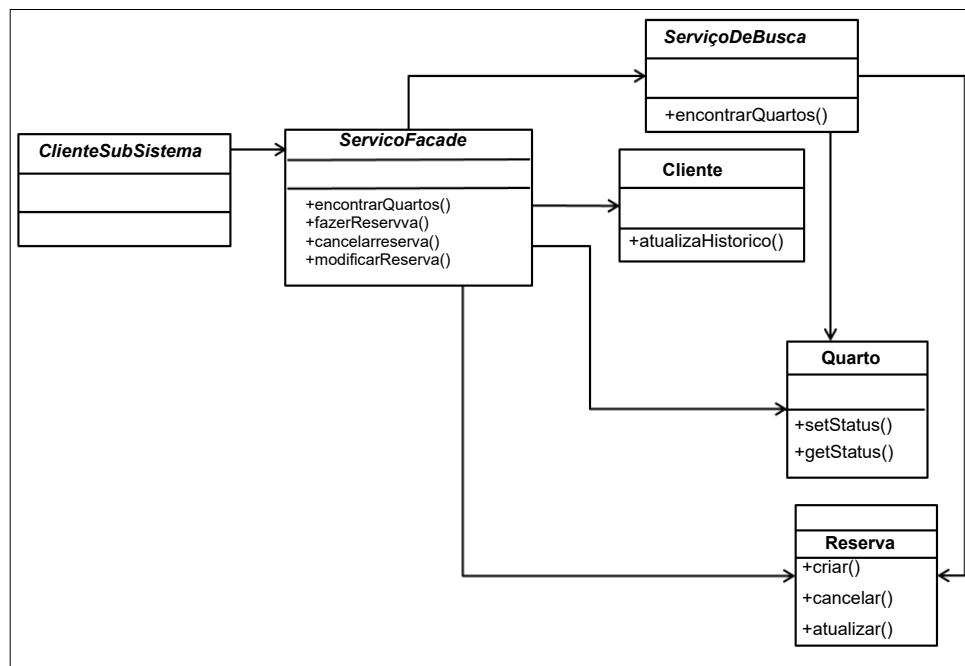 ServiçoDeBusca
+encontrarQuartos()
ClienteSubSistema
ServicoFacade
+encontrarQuartos()
+fazerReservva()
+cancelarreserva()
+modificarReserva()
Cliente
+atualizaHistorico()
Quarto
+setStatus()
+getStatus()
Reserva
+criar()
+cancelar()
+atualizar()